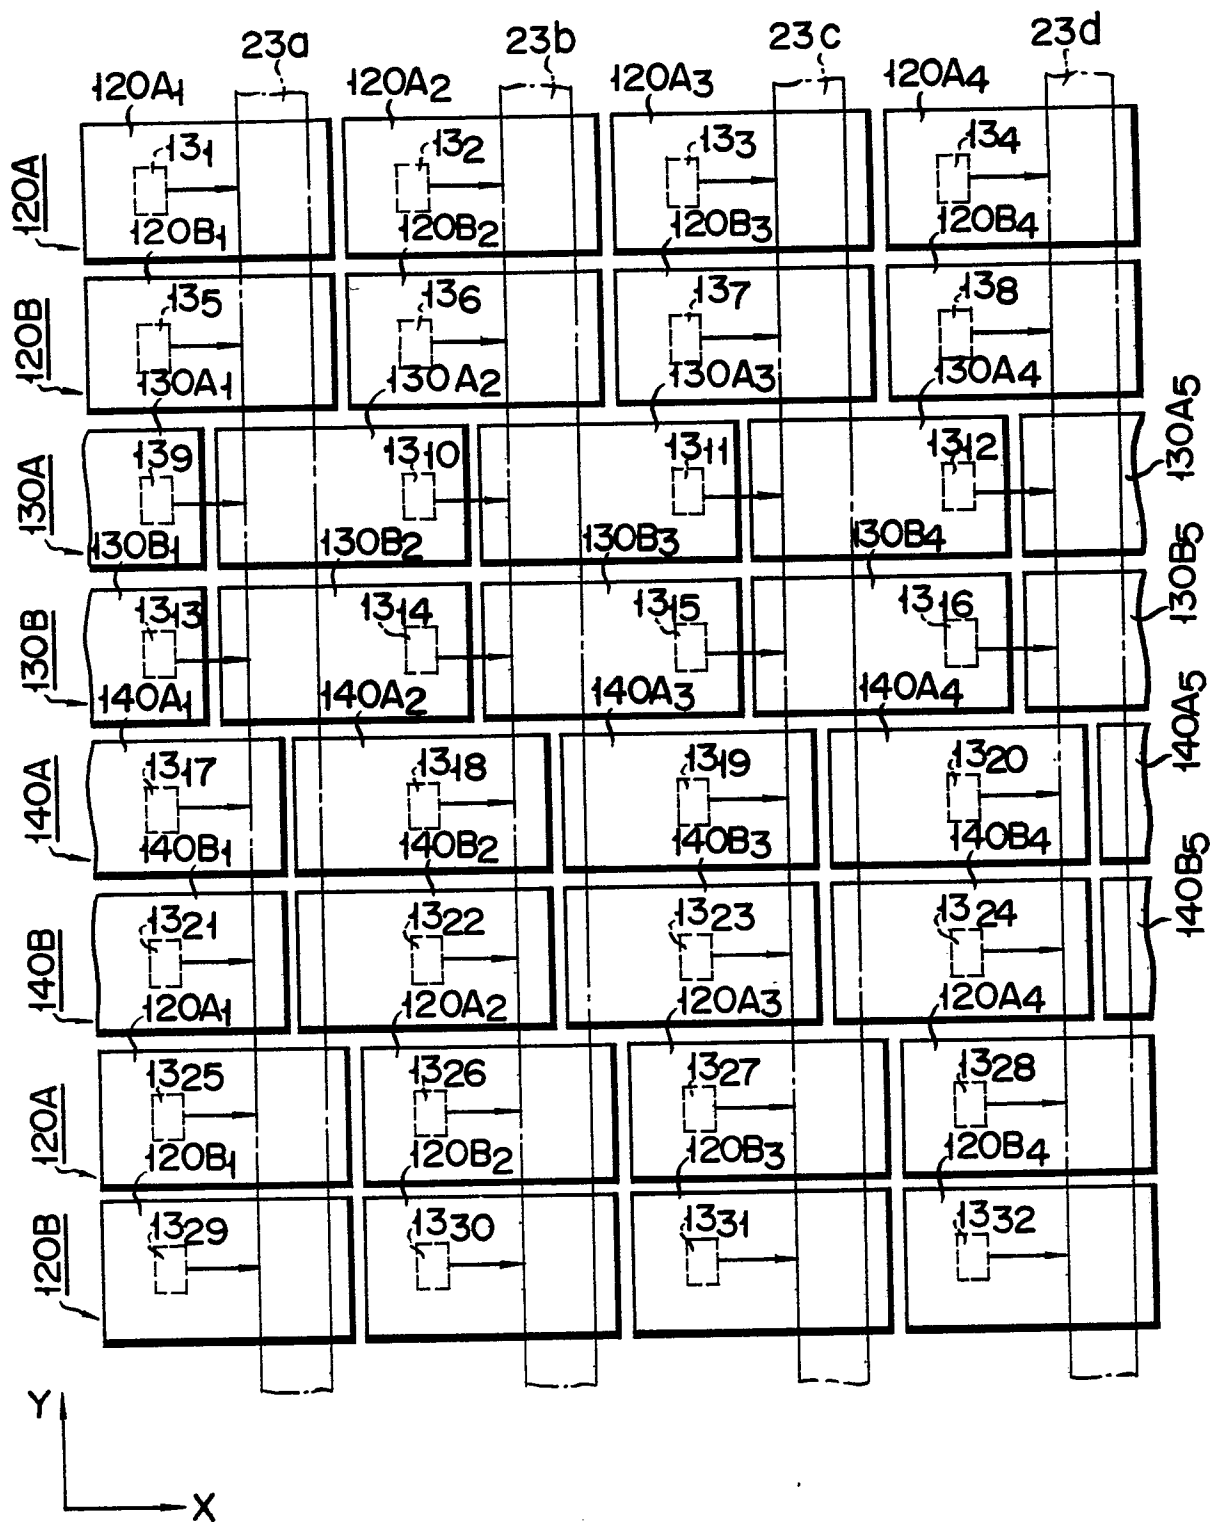 23a 23b 23c 23d
120A1 120A2 120A3 120A4
131 132 133 134
120A
120B1 120B2 120B3 120B4
135 136 137 138
120B
130A1 130A2 130A3 130A4
130A5
139 1310 1311 1312
130A
130B1 130B2 130B3 130B4
130B5
1313 1314 1315 1316
130B
140A1 140A2 140A3 140A4
140A5
1317 1318 1319 1320
140A
140B1 140B2 140B3 140B4
140B5
1321 1322 1323 1324
140B
120A1 120A2 120A3 120A4
1325 1326 1327 1328
120A
120B1 120B2 120B3 120B4
1329 1330 1331 1332
120B
Y
X